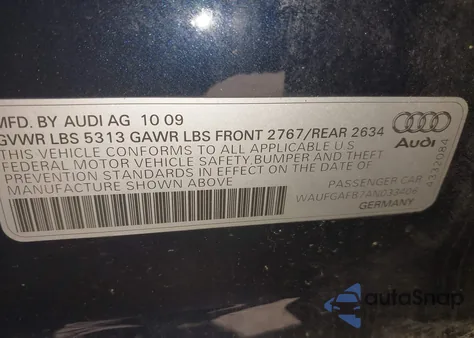 MFD. BY AUDI AG 10 09
GVWR LBS 5313 GAWR LBS FRONT 2767/REAR 2634
THIS VEHICLE CONFORMS TO ALL APPLICABLE U.S
FEDERAL MOTOR VEHICLE SAFETY,BUMPER AND THEFT
PREVENTION STANDARDS IN EFFECT ON THE DATE OF
MANUFACTURE SHOWN ABOVE
PASSENGER CAR
WAUFGAFB7AN033406
GERMANY
Audi
autoSnap